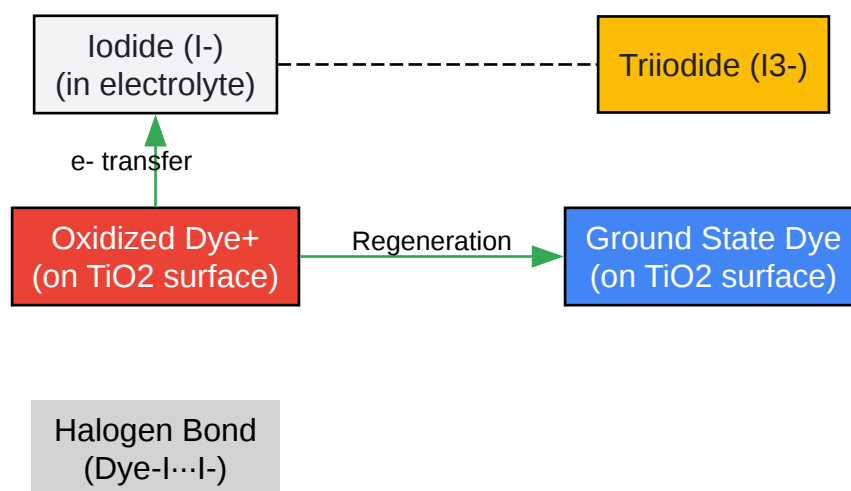 Iodide (I-)
(in electrolyte)
Triiodide (I3-)
e- transfer
Oxidized Dye+
(on TiO2 surface)
Regeneration
Ground State Dye
(on TiO2 surface)
Halogen Bond
(Dye-I···I-)